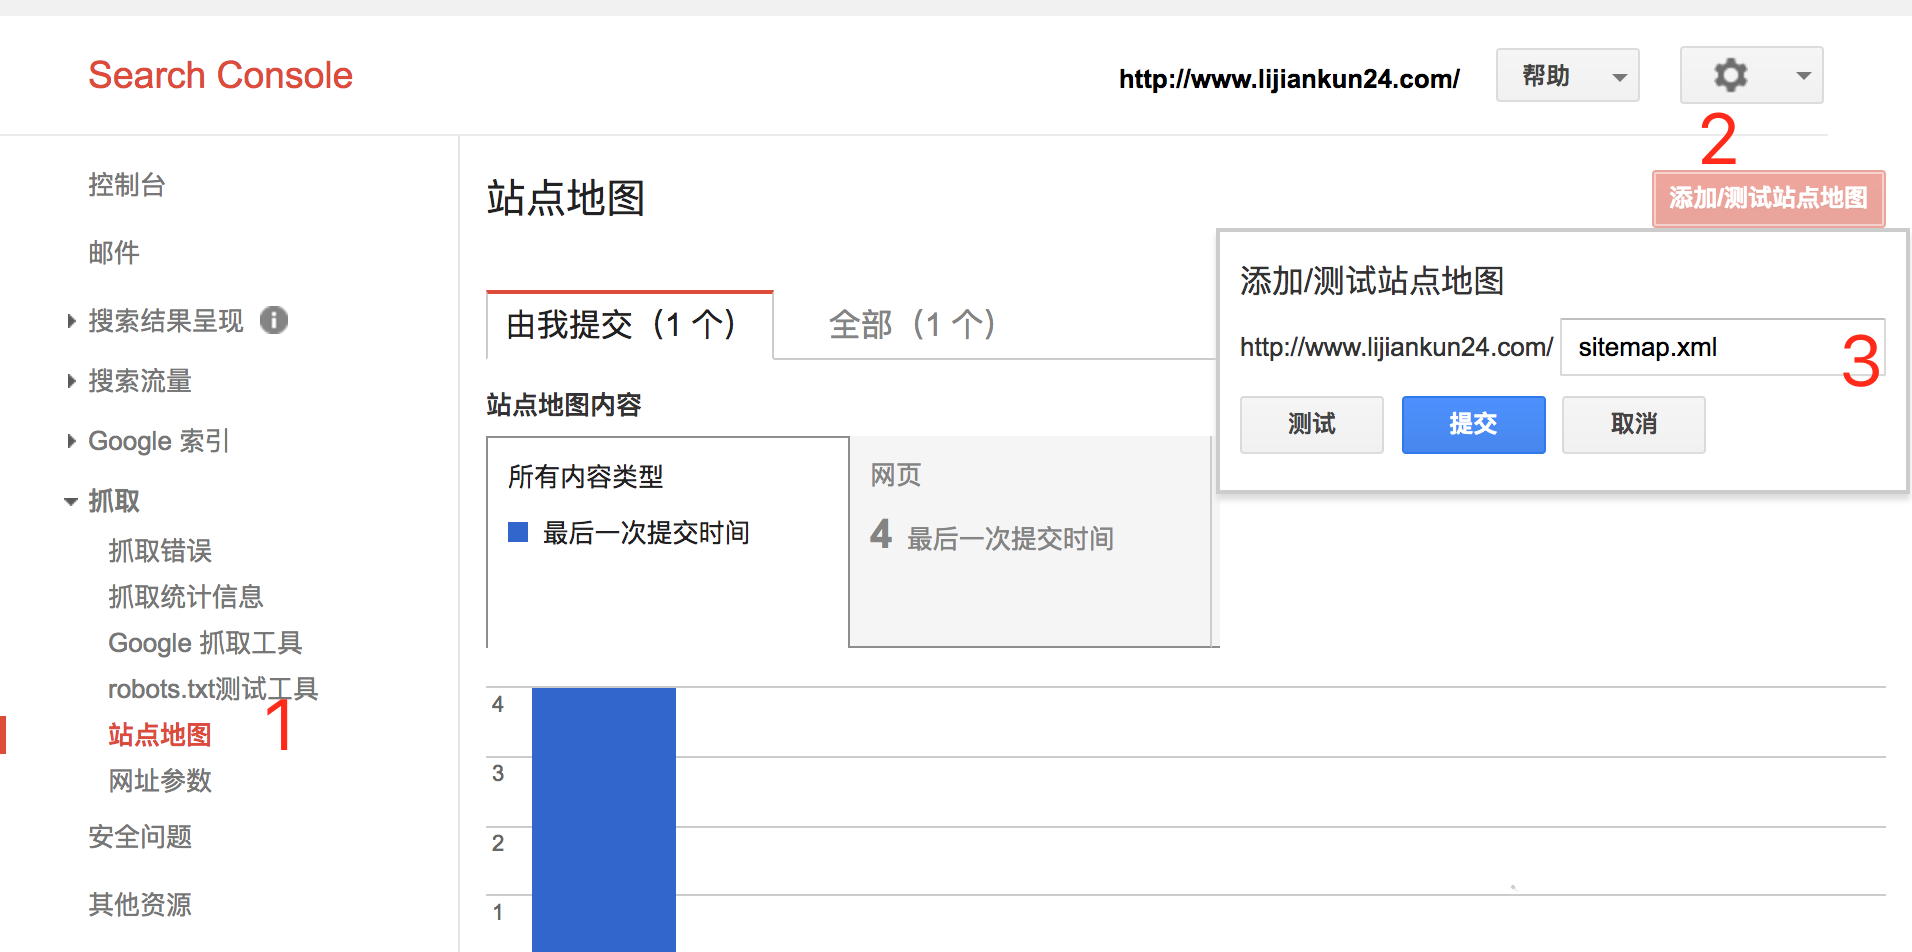 Search Console
http://www.lijiankun24.com/
帮助
2
控制台
邮件
搜索结果呈现
搜索流量
Google 索引
抓取
抓取错误
抓取统计信息
Google 抓取工具
robots.txt测试工具
站点地图
1
网址参数
安全问题
其他资源
站点地图
添加/测试站点地图
添加/测试站点地图
http://www.lijiankun24.com/ sitemap.xml
3
测试 提交 取消
由我提交（1 个） 全部（1 个）
站点地图内容
所有内容类型
最后一次提交时间
网页
4 最后一次提交时间
4
3
2
1